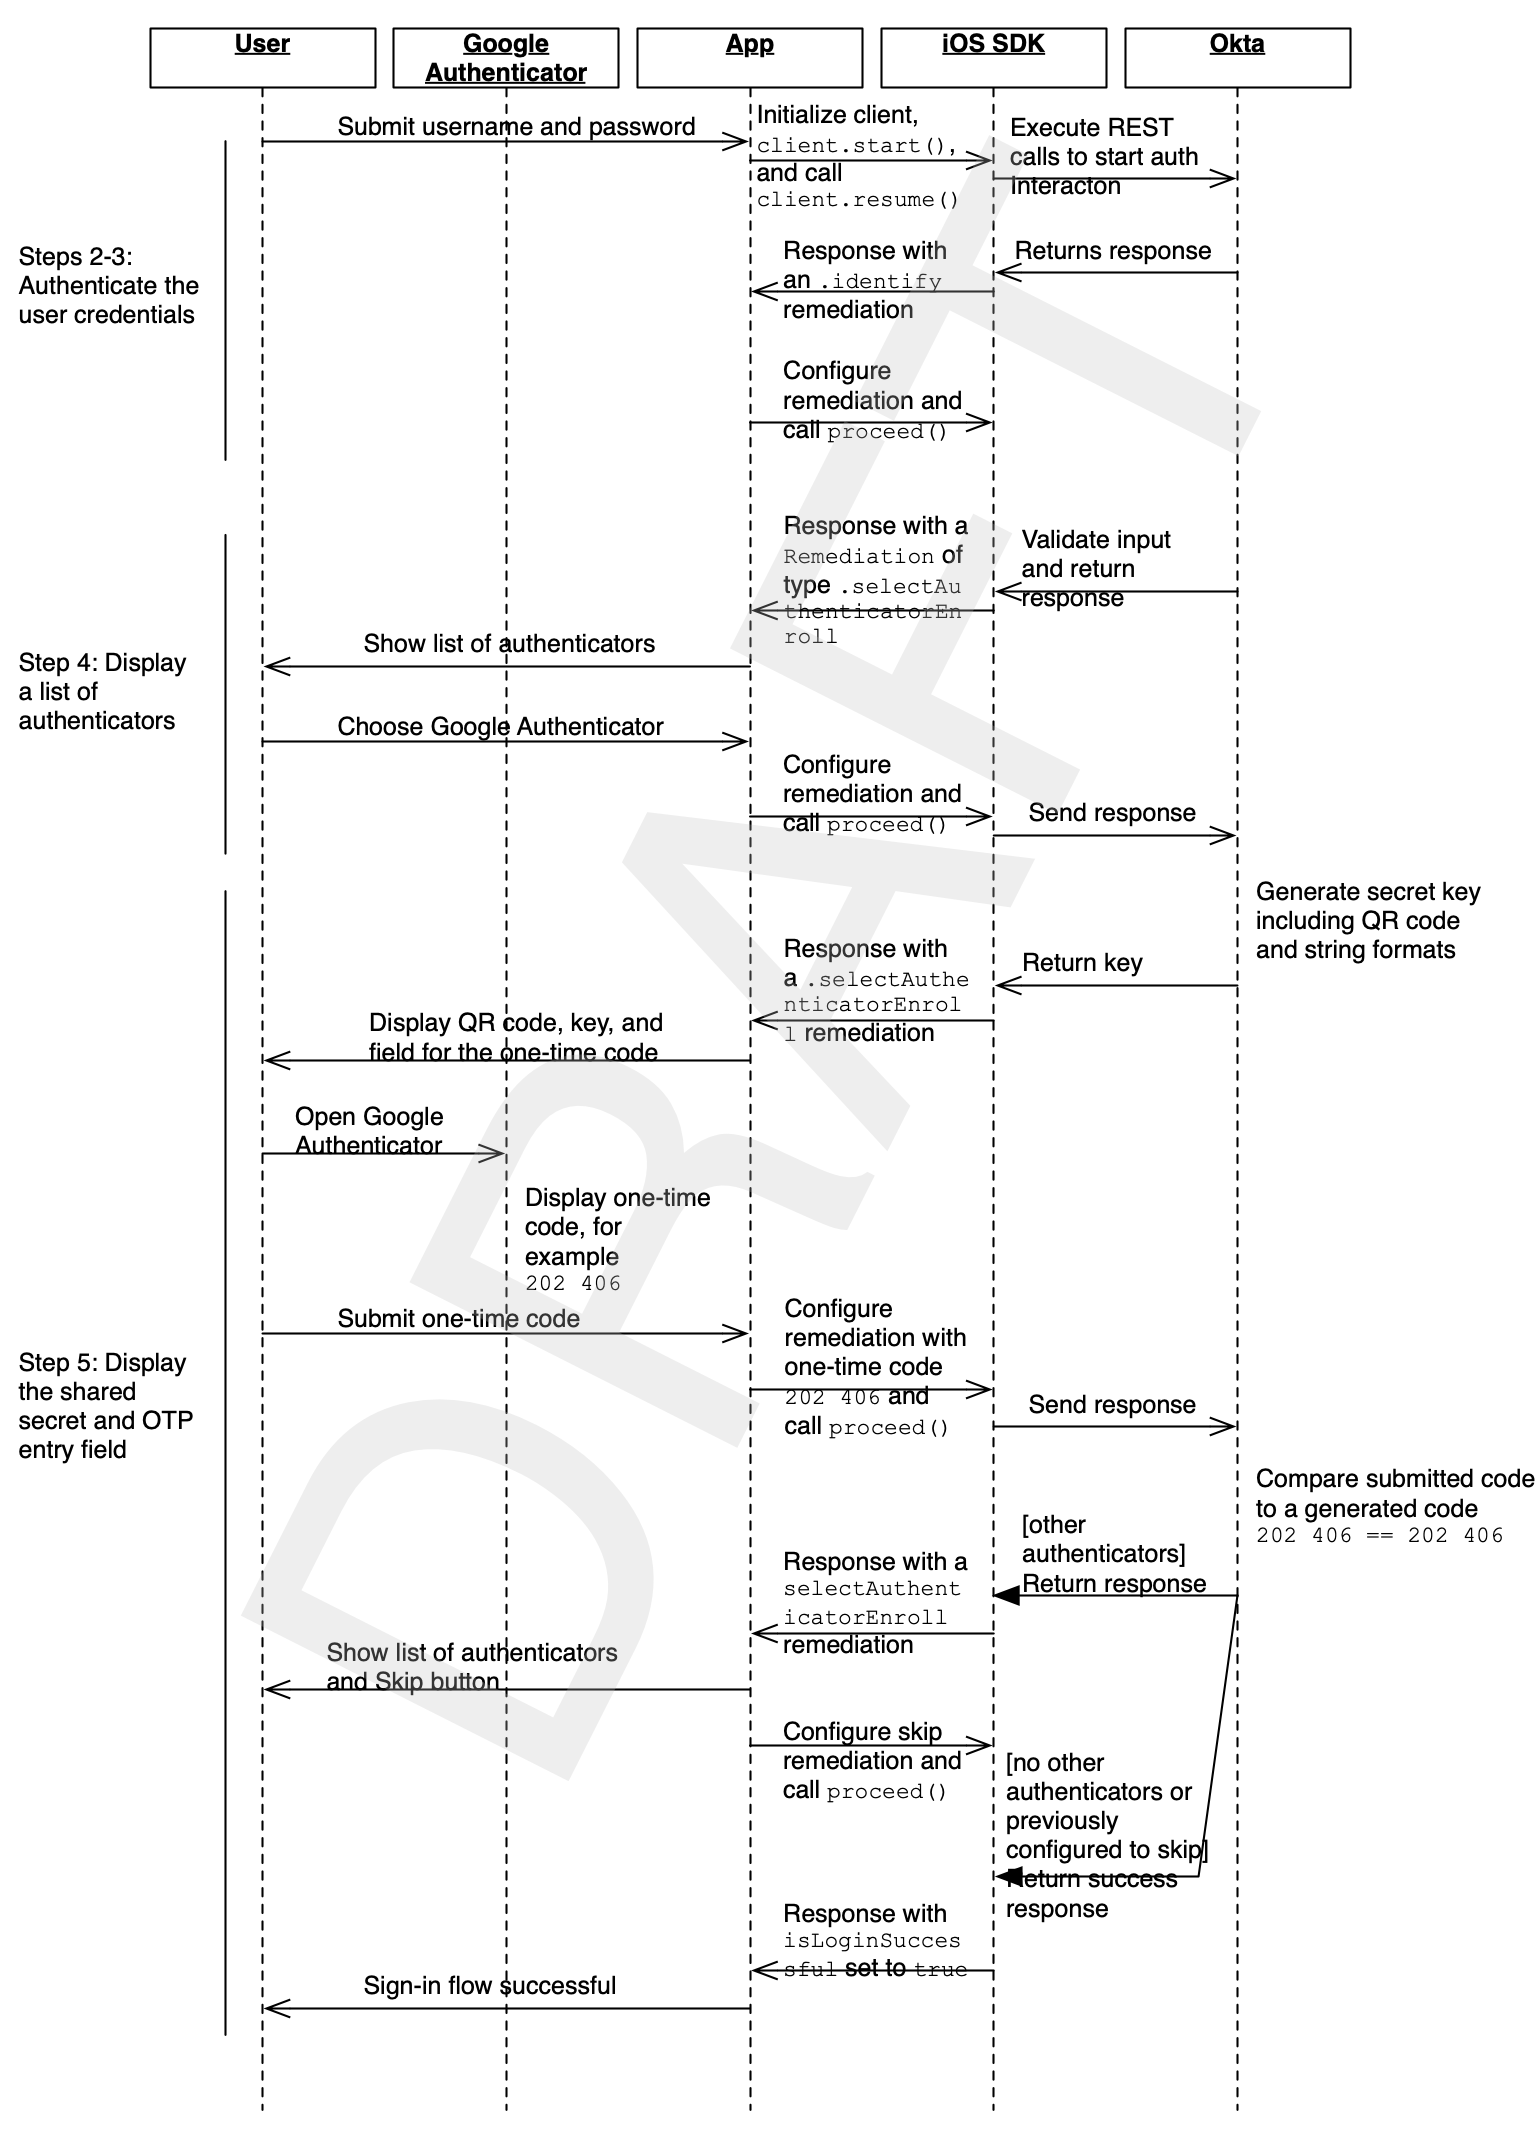 User
Google
Authenticator
App
iOS SDK
Okta
Submit username and password
Initialize client,
client.start(),
and call
client.resume()
Execute REST
calls to start auth
interacton
Steps 2-3:
Authenticate the
user credentials
Returns response
Response with
an .identify
remediation
Configure
remediation and
call proceed()
Validate input
and return
response
Response with a
Remediation of
type .selectAu
thenticatorEn
roll
Show list of authenticators
Step 4: Display
a list of
authenticators
Choose Google Authenticator
Configure
remediation and
call proceed()
Send response
Generate secret key
including QR code
and string formats
Return key
Response with
a .selectAuthe
nticatorEnrol
l remediation
Display QR code, key, and
field for the one-time code
Open Google
Authenticator
Display one-time
code, for
example
202 406
Submit one-time code
Configure
remediation with
one-time code
202 406 and
call proceed()
Send response
Step 5: Display
the shared
secret and OTP
entry field
Compare submitted code
to a generated code
202 406 == 202 406
[other
authenticators]
Return response
Response with a
selectAuthent
icatorEnroll
remediation
Show list of authenticators
and Skip button
Configure skip
remediation and
call proceed()
[no other
authenticators or
previously
configured to skip]
Return success
response
Response with
isLoginSucces
sful set to true
Sign-in flow successful
DRAFT